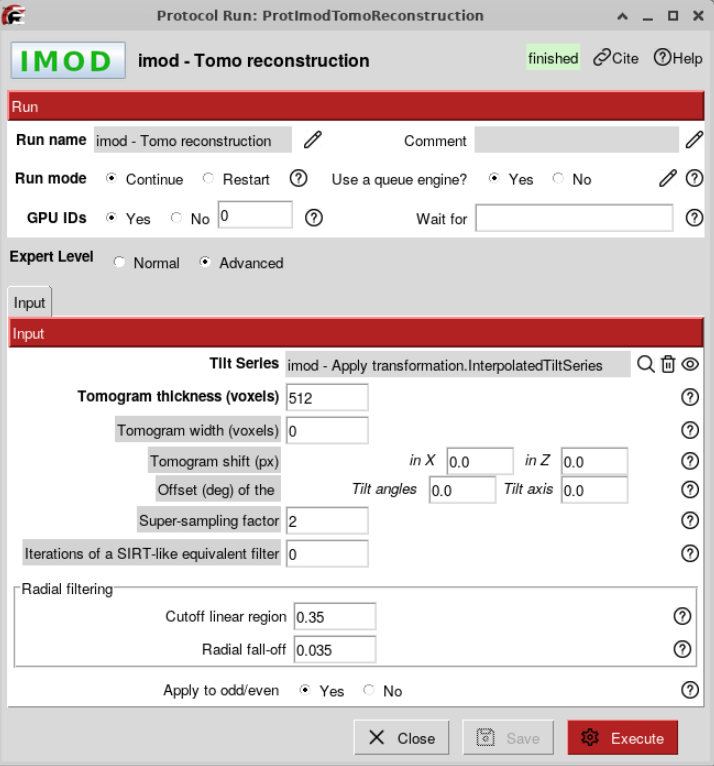 Protocol Run: ProtImodTomoReconstruction
IMOD imod - Tomo reconstruction finished Cite Help
Run
Run name imod - Tomo reconstruction Comment
Run mode Continue Restart Use a queue engine? Yes No
GPU IDs Yes No 0 Wait for
Expert Level Normal Advanced
Input
Input
Tilt Series imod - Apply transformation.InterpolatedTiltSeries
Tomogram thickness (voxels) 512
Tomogram width (voxels) 0
Tomogram shift (px) in X 0.0 in Z 0.0
Offset (deg) of the Tilt angles 0.0 Tilt axis 0.0
Super-sampling factor 2
Iterations of a SIRT-like equivalent filter 0
Radial filtering
Cutoff linear region 0.35
Radial fall-off 0.035
Apply to odd/even Yes No
Close Save Execute